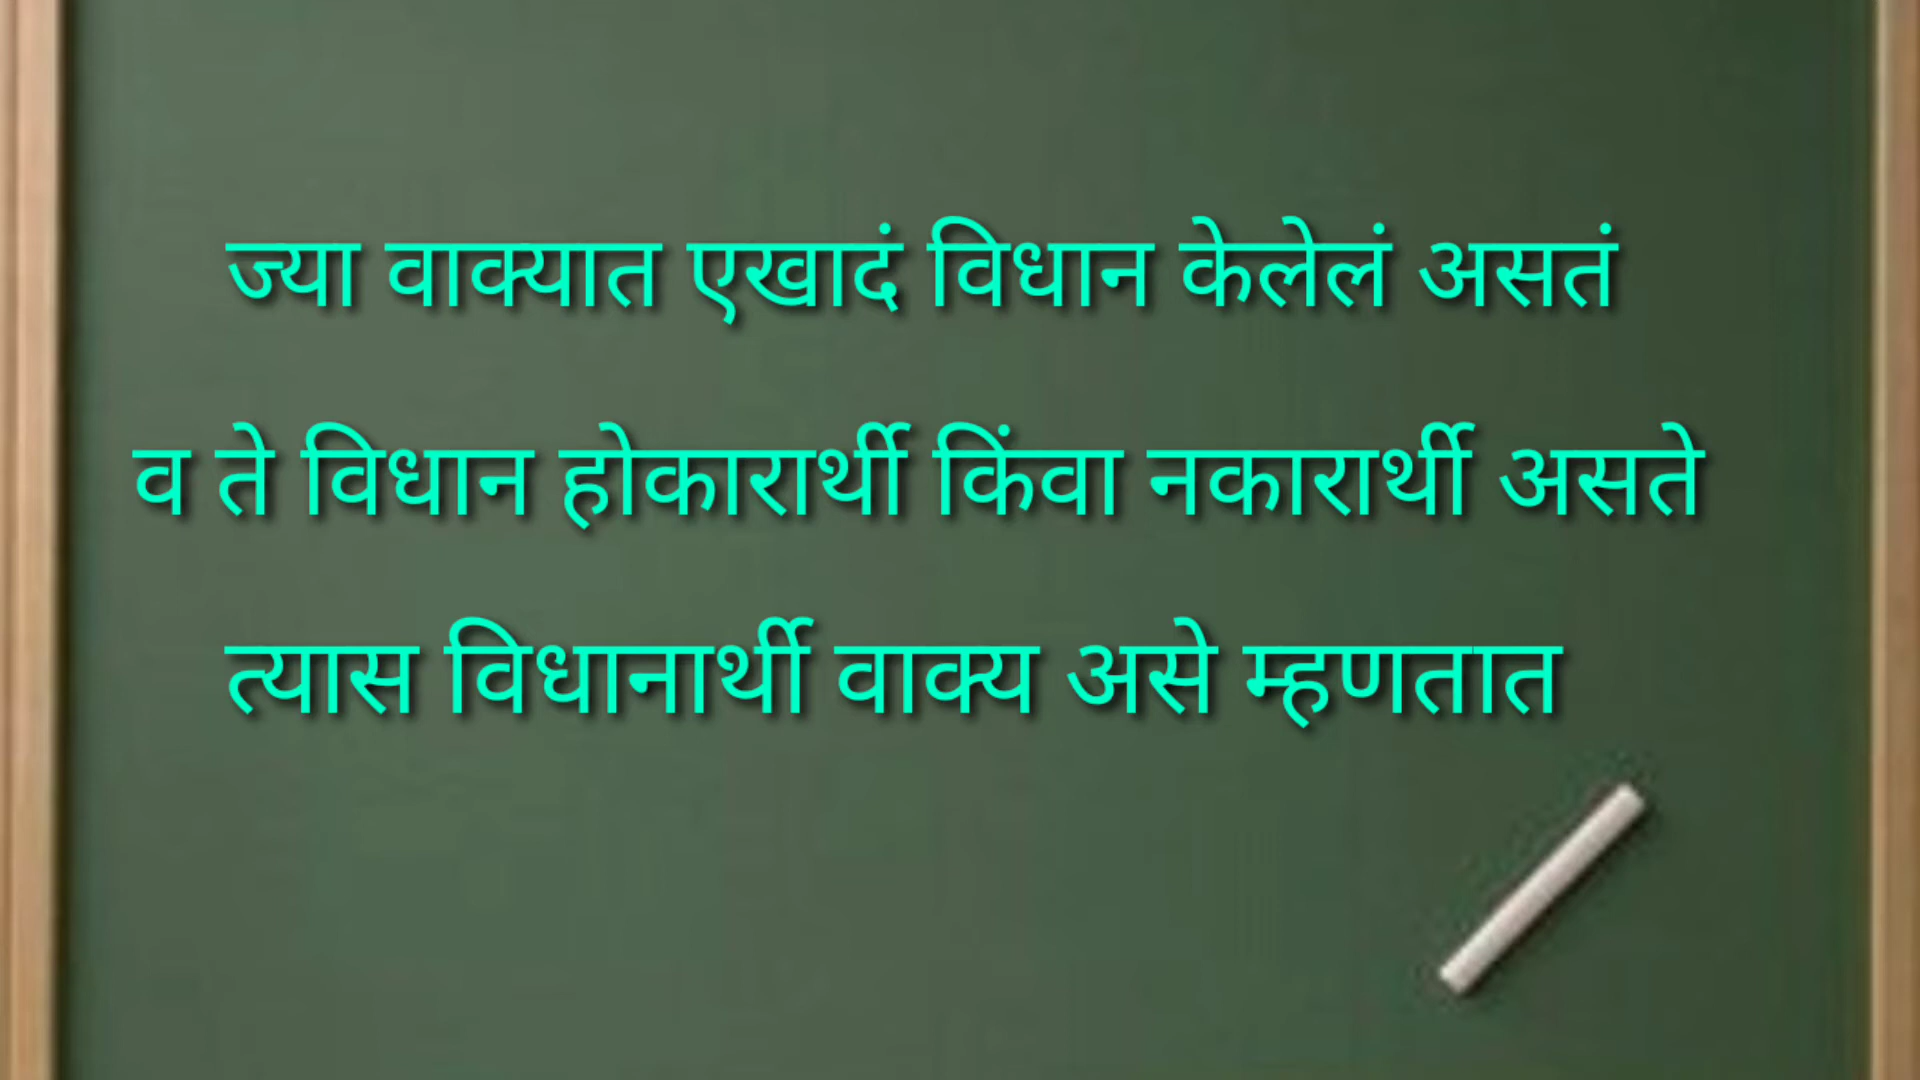 ज्या वाक्यात एखादं विधान केलेलं असतं
व ते विधान होकारार्थी किंवा नकारार्थी असते
त्यास विधानार्थी वाक्य असे म्हणतात